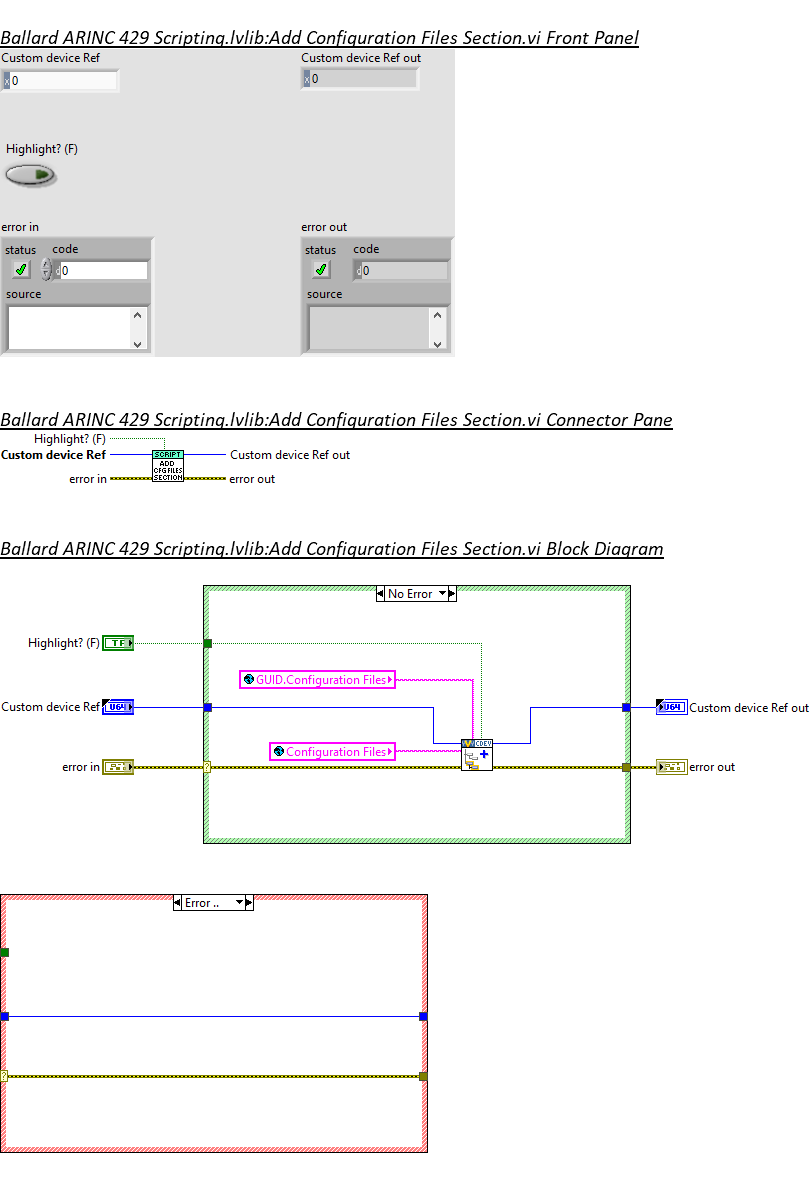 Ballard ARINC 429 Scripting.lvlib:Add Configuration Files Section.vi Front Panel
Custom device Ref
Custom device Ref out
x 0
x 0
Highlight? (F)
error in
error out
status code
status code
d 0
d 0
source
source
Ballard ARINC 429 Scripting.lvlib:Add Configuration Files Section.vi Connector Pane
Highlight? (F)
Custom device Ref
SCRIPT
ADD
CFG FILES
SECTION
Custom device Ref out
error in
error out
Ballard ARINC 429 Scripting.lvlib:Add Configuration Files Section.vi Block Diagram
No Error
Highlight? (F)
TF
GUID.Configuration Files
Custom device Ref
U64
U64
Custom device Ref out
CDEV
Configuration Files
error in
?
error out
Error ..
?